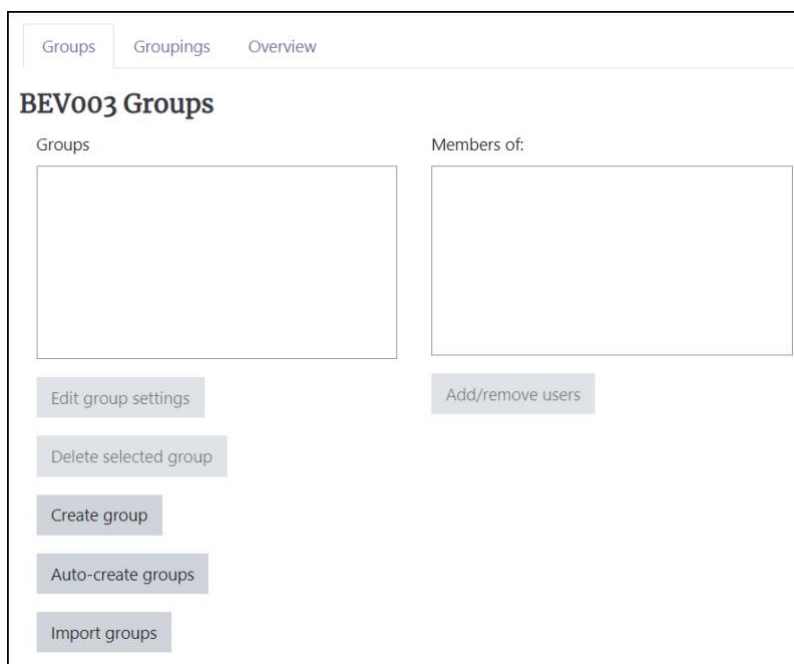 Groups Groupings Overview
BEV003 Groups
Groups Members of:
Edit group settings Add/remove users
Delete selected group
Create group
Auto-create groups
Import groups